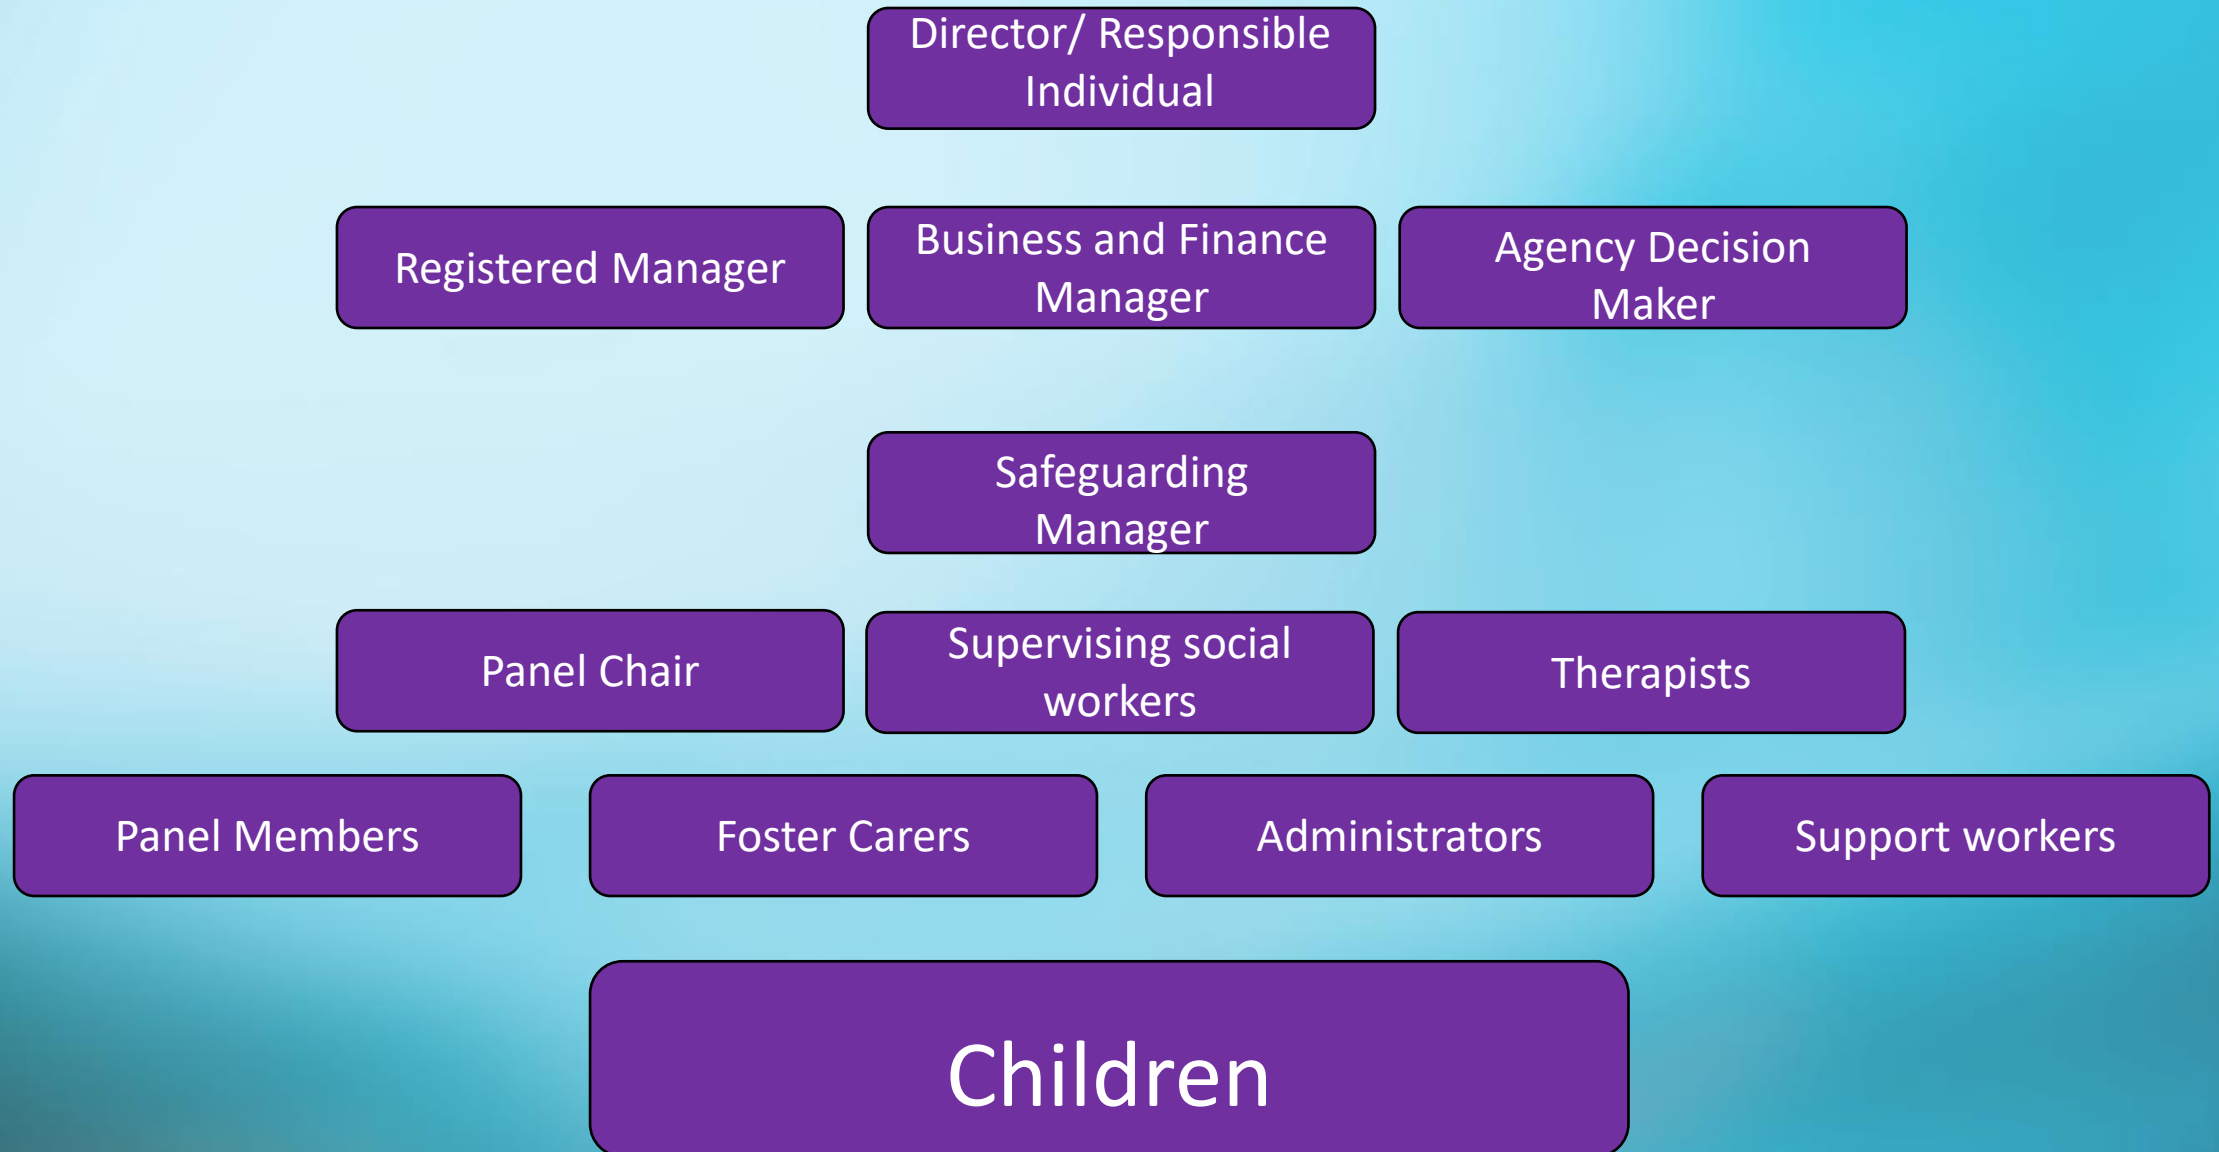 Director/ Responsible
Individual
Registered Manager
Business and Finance
Manager
Agency Decision
Maker
Safeguarding
Manager
Panel Chair
Supervising social
workers
Therapists
Panel Members
Foster Carers
Administrators
Support workers
Children